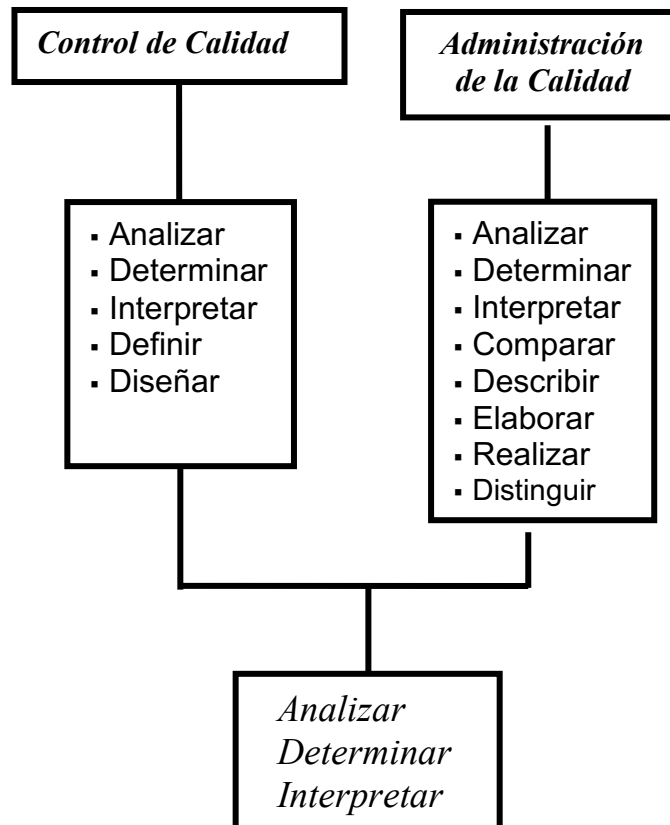 Control de Calidad
Administración
de la Calidad
▪ Analizar
▪ Determinar
▪ Interpretar
▪ Definir
▪ Diseñar
▪ Analizar
▪ Determinar
▪ Interpretar
▪ Comparar
▪ Describir
▪ Elaborar
▪ Realizar
▪ Distinguir
Analizar
Determinar
Interpretar